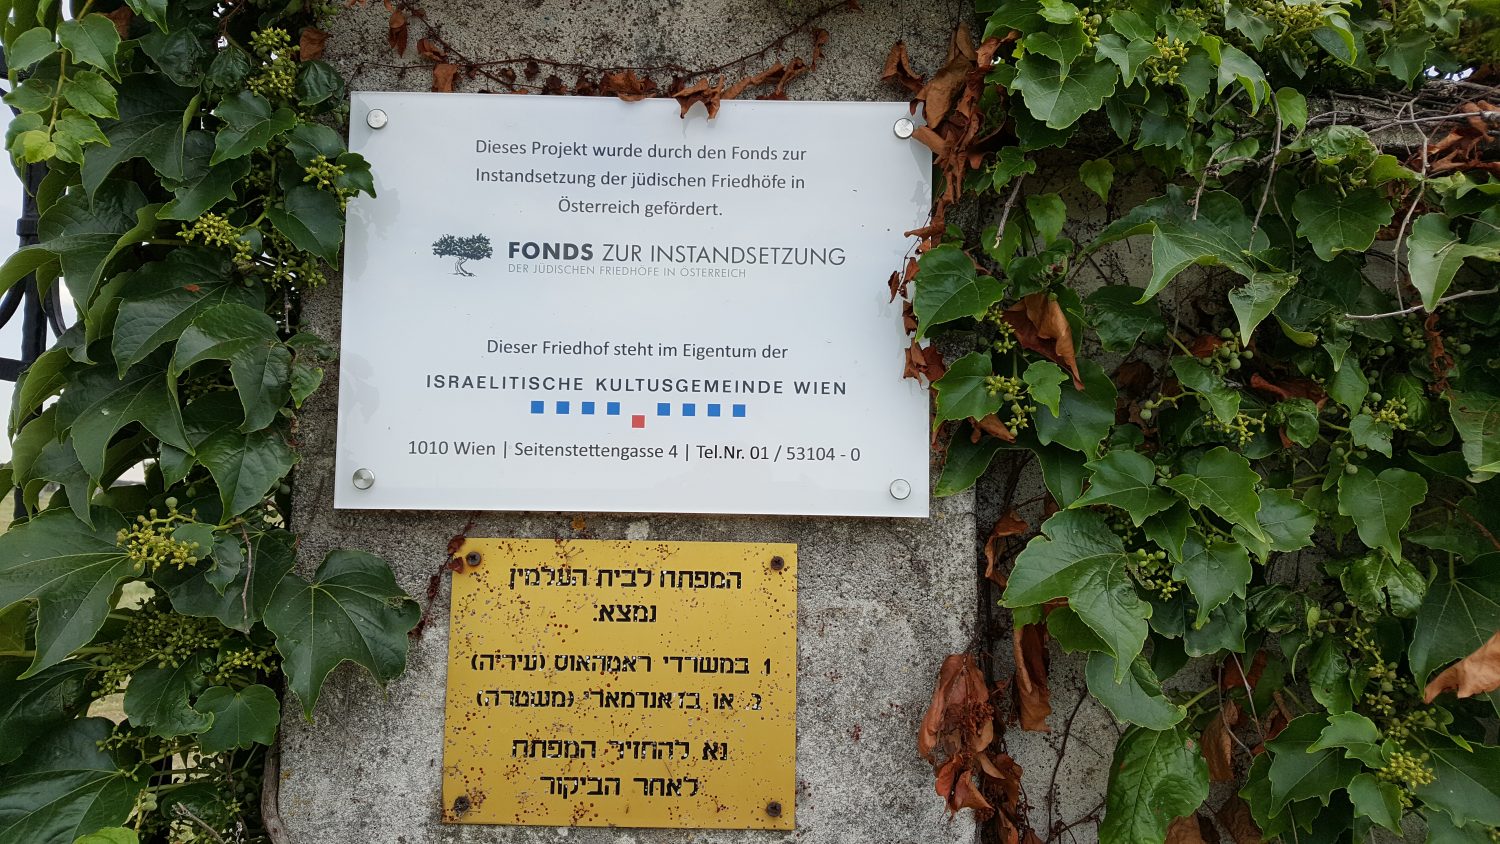 Dieses Projekt wurde durch den Fonds zur
Instandsetzung der jüdischen Friedhöfe in
Österreich gefördert.
FONDS ZUR INSTANDSETZUNG
DER JÜDISCHEN FRIEDHÖFE IN ÖSTERREICH
Dieser Friedhof steht im Eigentum der
ISRAELITISCHE KULTUSGEMEINDE WIEN
1010 Wien | Seitenstettengasse 4 | Tel.Nr. 01 / 53104 - 0
המפתח לבית העלמין
נמצא:
1 במשרדי ראטהאוס (עיריה)
2. או בז׳אנדמארי (משטרה)
נא להחזיר המפתח
לאחר הביקור